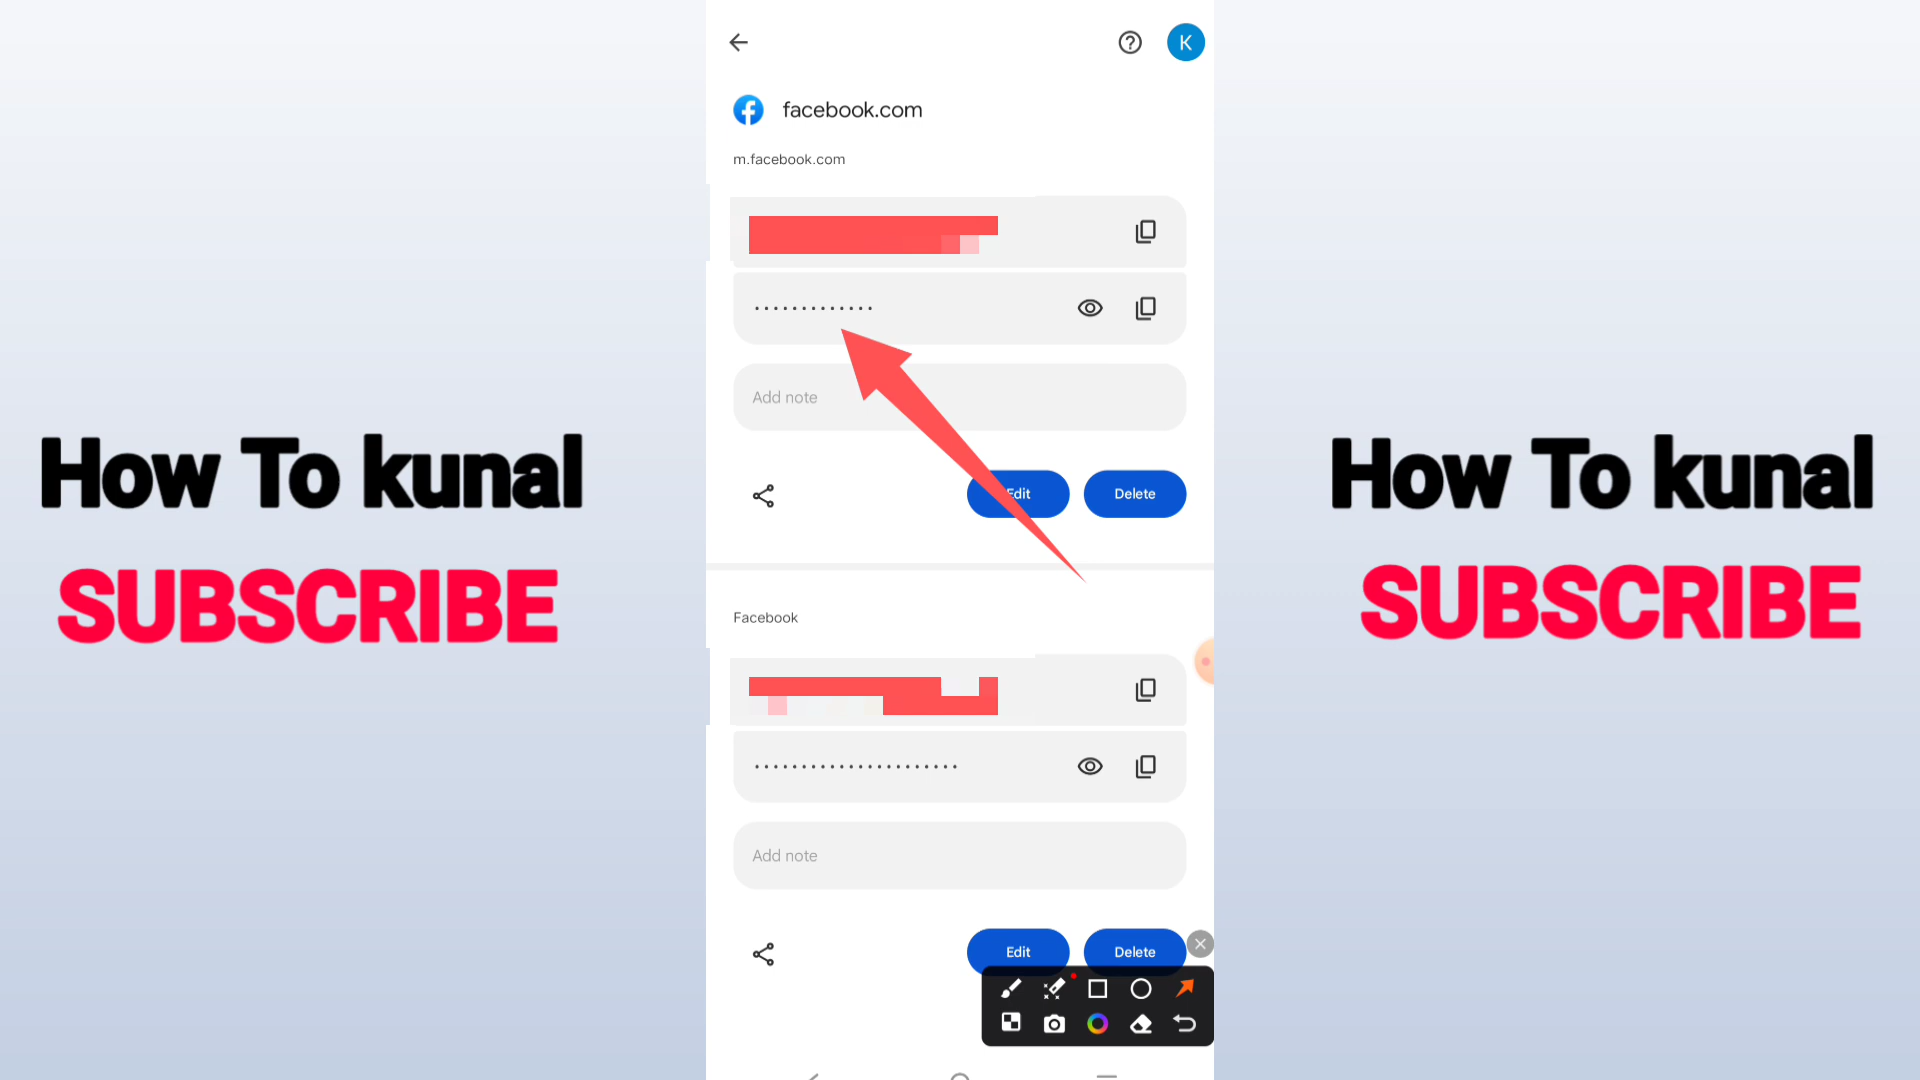 K
facebook.com
m.facebook.com
•••••••••••••
Add note
Edit
Delete
Facebook
••••••••••••••••••••••
Add note
Edit
Delete
How To kunal
SUBSCRIBE
How To kunal
SUBSCRIBE